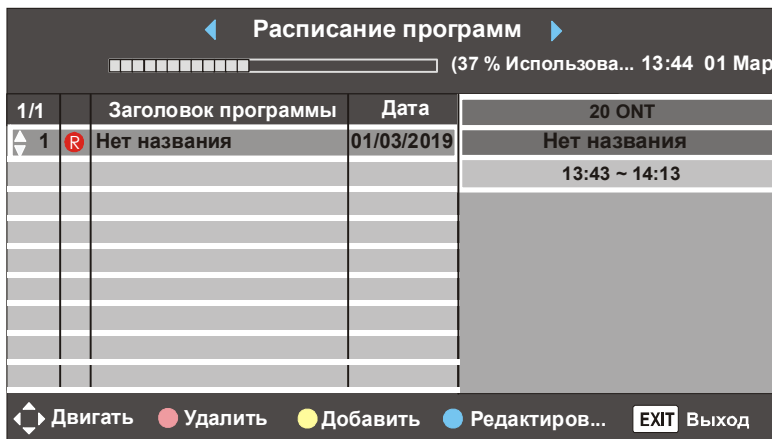 Расписание программ
(37 % Использова... 13:44 01 Мар
1/1 Заголовок программы Дата
20 ONT
1 R Нет названия 01/03/2019
Нет названия
13:43 ~ 14:13
Двигать Удалить Добавить Редактиров... EXIT Выход